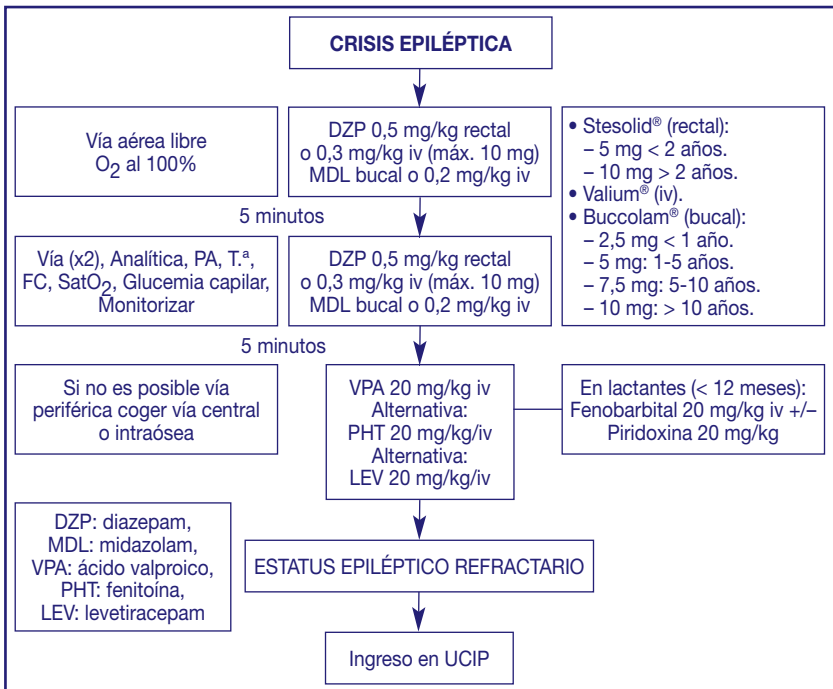 CRISIS EPILÉPTICA
Vía aérea libre
O2 al 100%
DZP 0,5 mg/kg rectal
o 0,3 mg/kg iv (máx. 10 mg)
MDL bucal o 0,2 mg/kg iv
• Stesolid® (rectal):
– 5 mg < 2 años.
– 10 mg > 2 años.
• Valium® (iv).
• Buccolam® (bucal):
– 2,5 mg < 1 año.
– 5 mg: 1-5 años.
– 7,5 mg: 5-10 años.
– 10 mg: > 10 años.
5 minutos
Vía (x2), Analítica, PA, T.ª,
FC, SatO2, Glucemia capilar,
Monitorizar
DZP 0,5 mg/kg rectal
o 0,3 mg/kg iv (máx. 10 mg)
MDL bucal o 0,2 mg/kg iv
5 minutos
Si no es posible vía
periférica coger vía central
o intraósea
VPA 20 mg/kg iv
Alternativa:
PHT 20 mg/kg/iv
Alternativa:
LEV 20 mg/kg/iv
En lactantes (< 12 meses):
Fenobarbital 20 mg/kg iv +/–
Piridoxina 20 mg/kg
DZP: diazepam,
MDL: midazolam,
VPA: ácido valproico,
PHT: fenitoína,
LEV: levetiracepam
ESTATUS EPILÉPTICO REFRACTARIO
Ingreso en UCIP